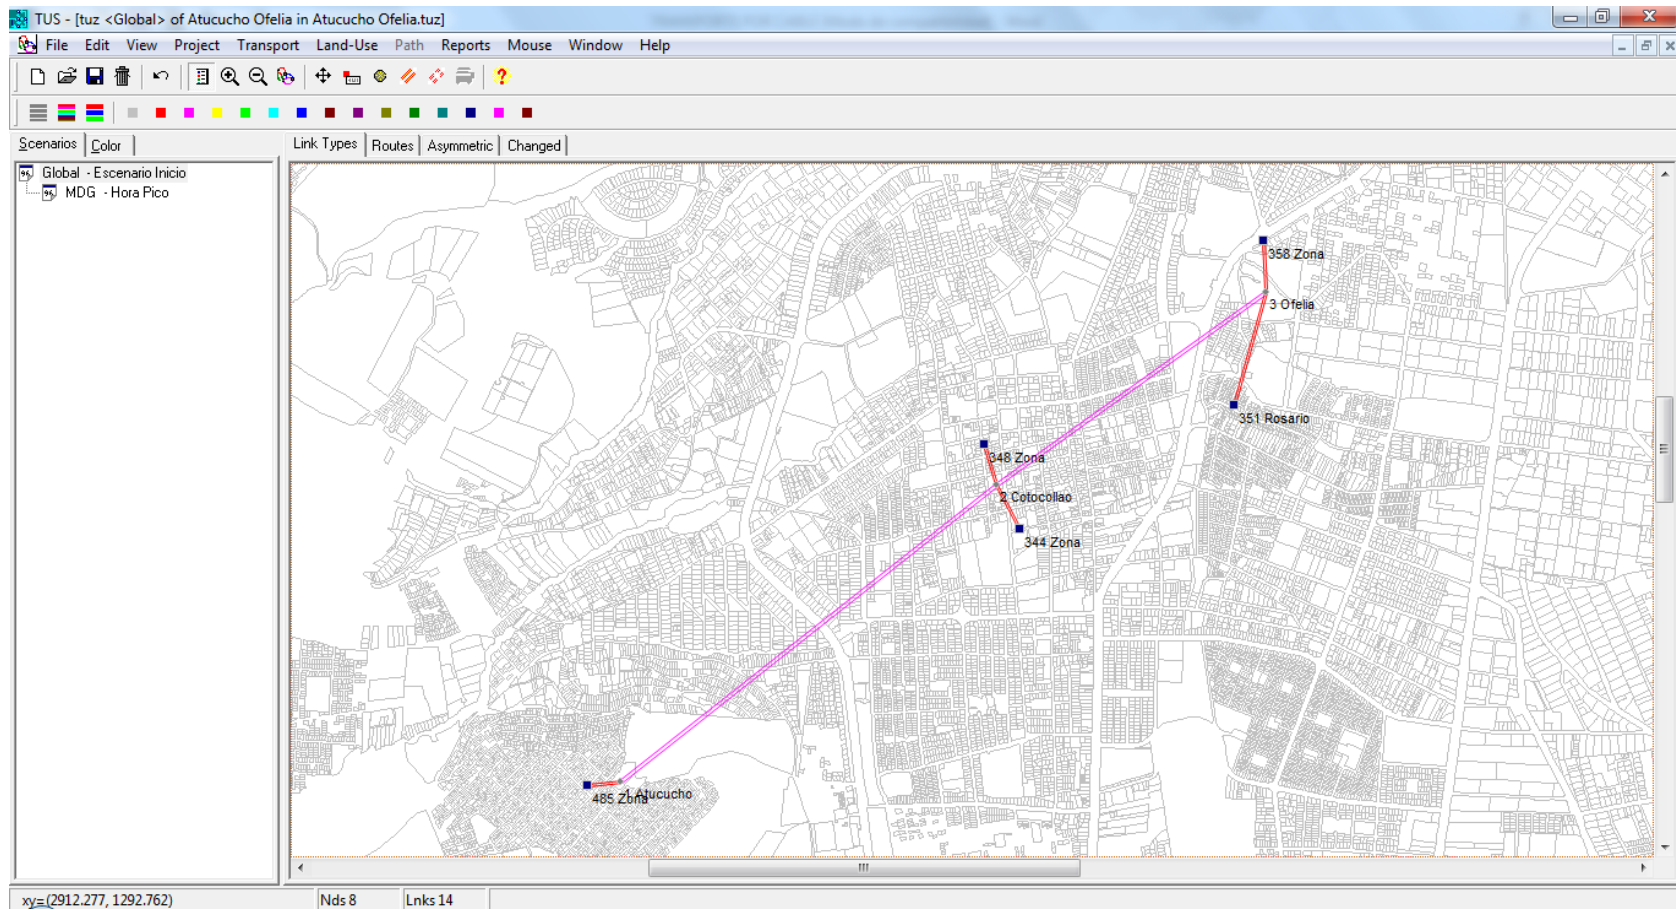 TUS - [tuz <Global> of Atucucho Ofelia in Atucucho Ofelia.tuz]
File Edit View Project Transport Land-Use Path Reports Mouse Window Help
Scenarios Color Link Types Routes Asymmetric Changed
Global - Escenario Inicio
MDG - Hora Pico
358 Zona
3 Ofelia
351 Rosario
348 Zona
2 Cotocollao
344 Zona
1 Atucucho
485 Zona
xy=(2912.277, 1292.762) Nds 8 Lnks 14